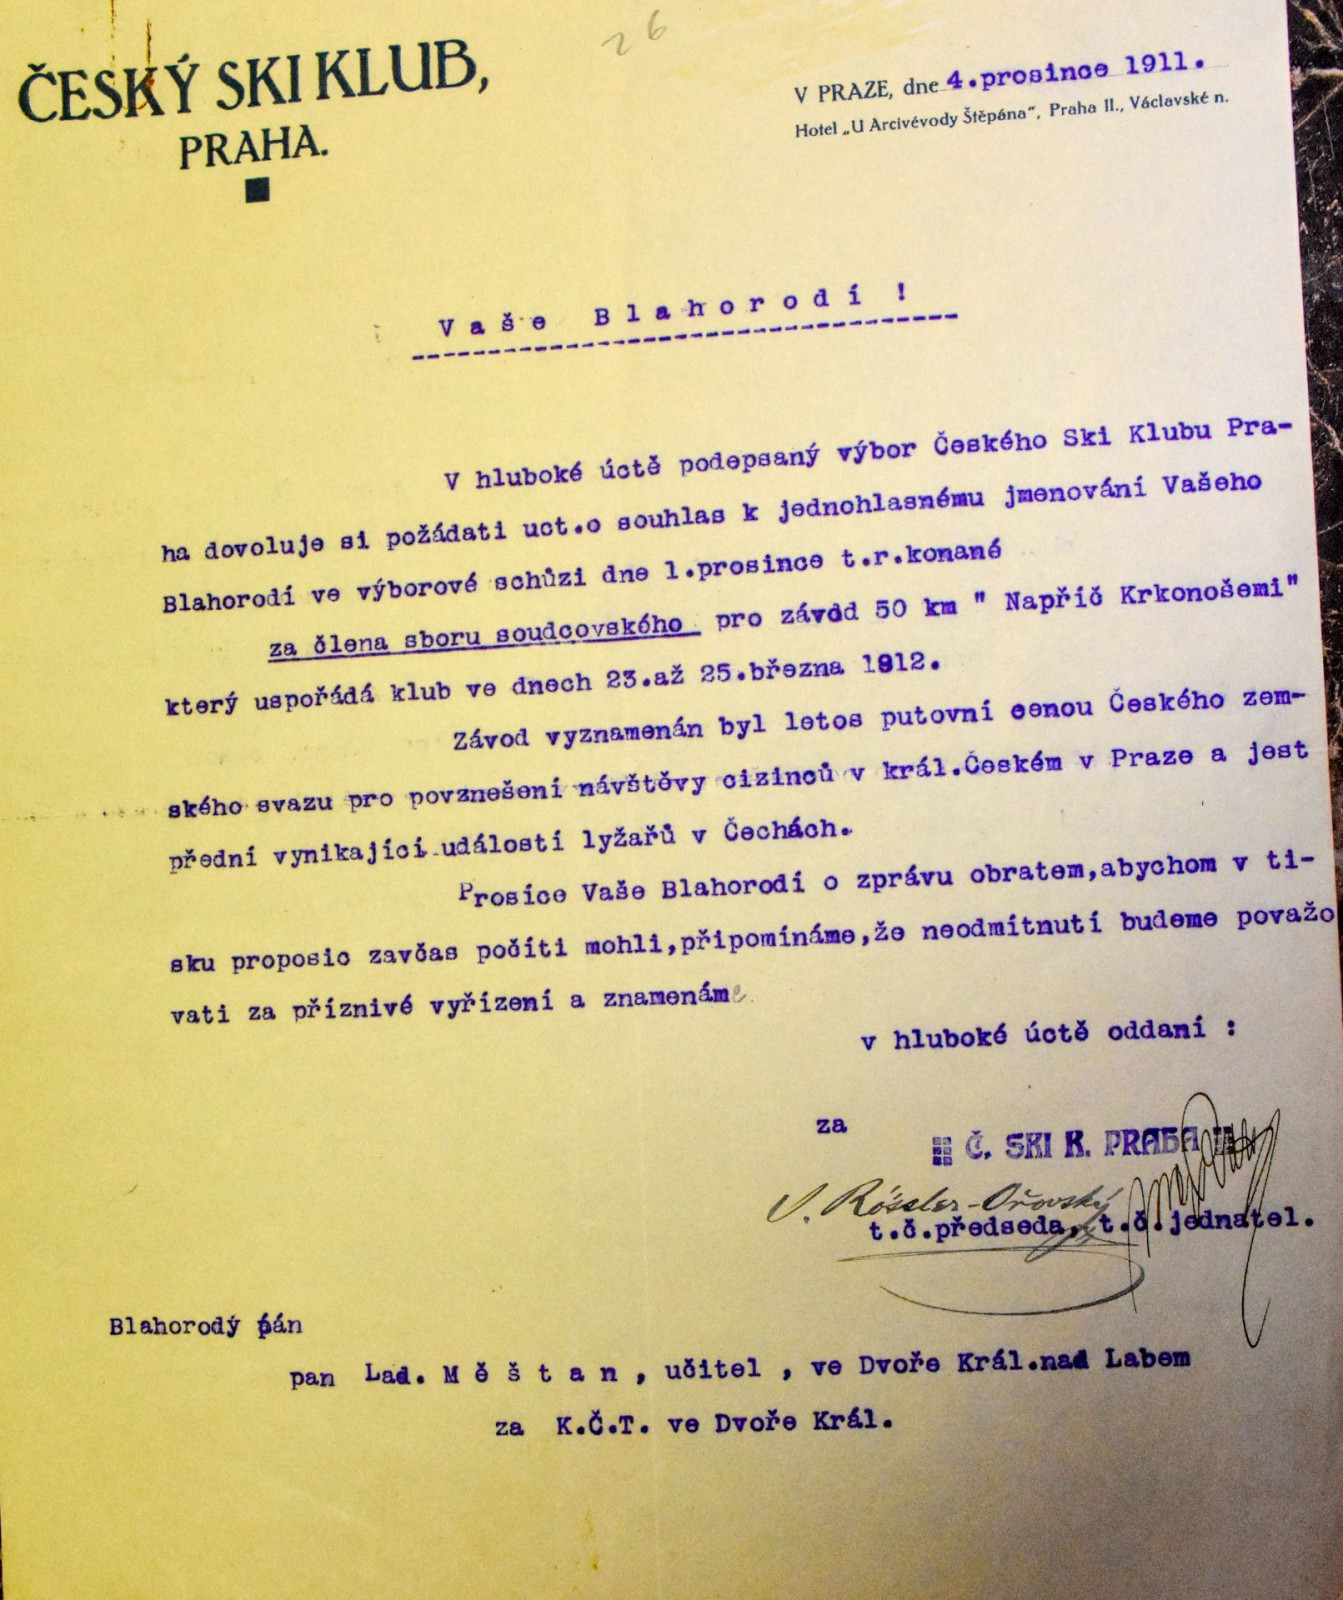 26
ČESKÝ SKI KLUB,
PRAHA.
V PRAZE, dne 4.prosince 1911.
Hotel „U Arcivévody Štěpána“, Praha II., Václavské n.
Vaše Blahorodí !
V hluboké úctě podepsaný výbor Českého Ski Klubu Pra-
ha dovoluje si požádati uct.o souhlas k jednohlasnému jmenování Vašeho
Blahorodí ve výborové schůzi dne 1.prosince t.r.konané
za člena sboru soudcovského pro závod 50 km " Napříč Krkonošemi"
který uspořádá klub ve dnech 23.až 25.března 1912.
Závod vyznamenán byl letos putovní cenou Českého zem-
ského svazu pro povznešení návštěvy cizinců v král.Českém v Praze a jest
přední vynikající událostí lyžařů v Čechách.
Prosíce Vaše Blahorodí o zprávu obratem,abychom v ti-
sku proposic zavčas počíti mohli,připomínáme,že neodmítnutí budeme považo
vati za příznivé vyřízení a znamenáme
v hluboké úctě oddaní :
za
Č. SKI K. PRAHA
J. Rössler-Ořovský
t.č.předseda, t.č.jednatel.
Blahorodý pán
pan Lad. Měštan, učitel , ve Dvoře Král.nad Labem
za K.Č.T. ve Dvoře Král.